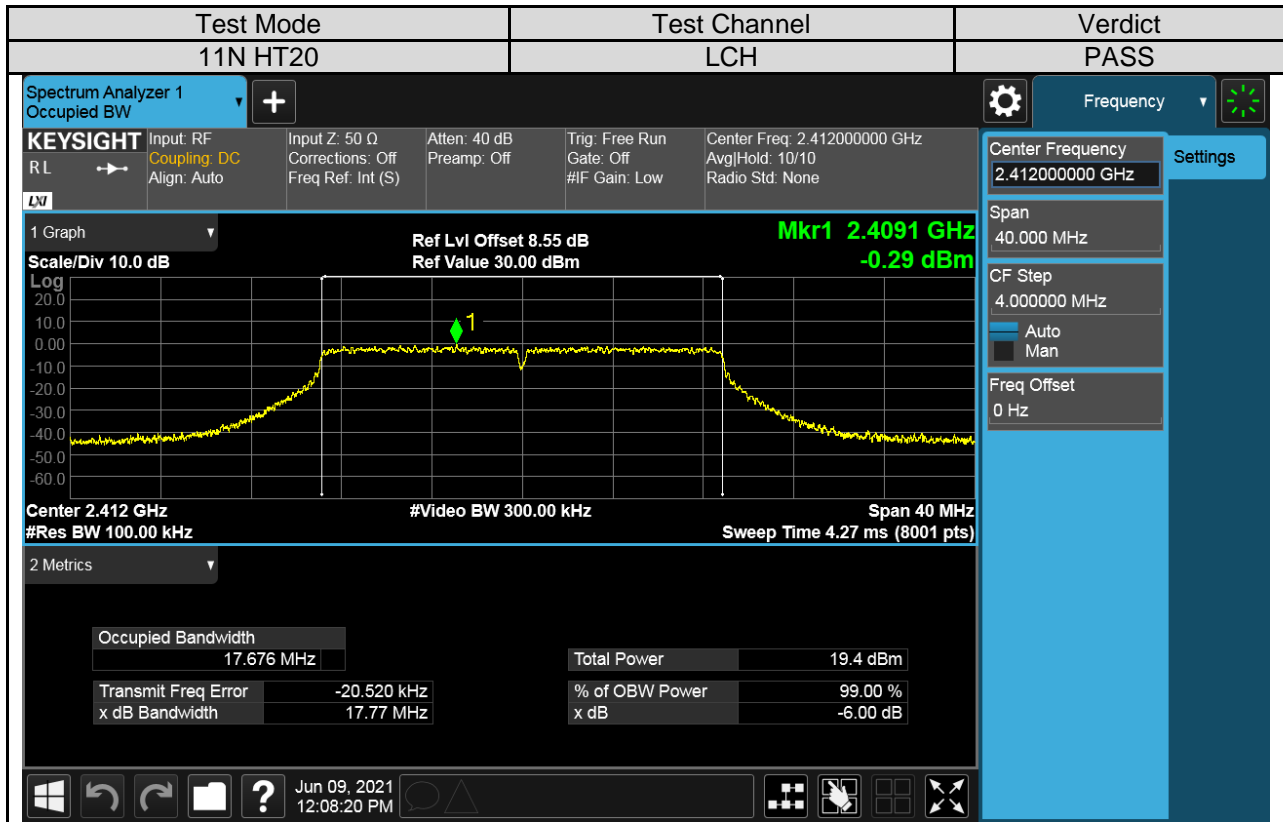 Test Mode Test Channel Verdict
11N HT20 LCH PASS
Spectrum Analyzer 1
Occupied BW
+
Frequency
KEYSIGHT
R L
LXI
Input: RF
Coupling: DC
Align: Auto
Input Z: 50 Ω
Corrections: Off
Freq Ref: Int (S)
Atten: 40 dB
Preamp: Off
Trig: Free Run
Gate: Off
#IF Gain: Low
Center Freq: 2.412000000 GHz
Avg|Hold: 10/10
Radio Std: None
Center Frequency
2.412000000 GHz
Settings
Span
40.000 MHz
CF Step
4.000000 MHz
Auto
Man
Freq Offset
0 Hz
1 Graph
Scale/Div 10.0 dB
Ref Lvl Offset 8.55 dB
Ref Value 30.00 dBm
Mkr1 2.4091 GHz
-0.29 dBm
Log
20.0
10.0
0.00
-10.0
-20.0
-30.0
-40.0
-50.0
-60.0
1
Center 2.412 GHz
#Res BW 100.00 kHz
#Video BW 300.00 kHz
Span 40 MHz
Sweep Time 4.27 ms (8001 pts)
2 Metrics
Occupied Bandwidth
17.676 MHz
Total Power 19.4 dBm
Transmit Freq Error -20.520 kHz
% of OBW Power 99.00 %
x dB Bandwidth 17.77 MHz
x dB -6.00 dB
?
Jun 09, 2021
12:08:20 PM